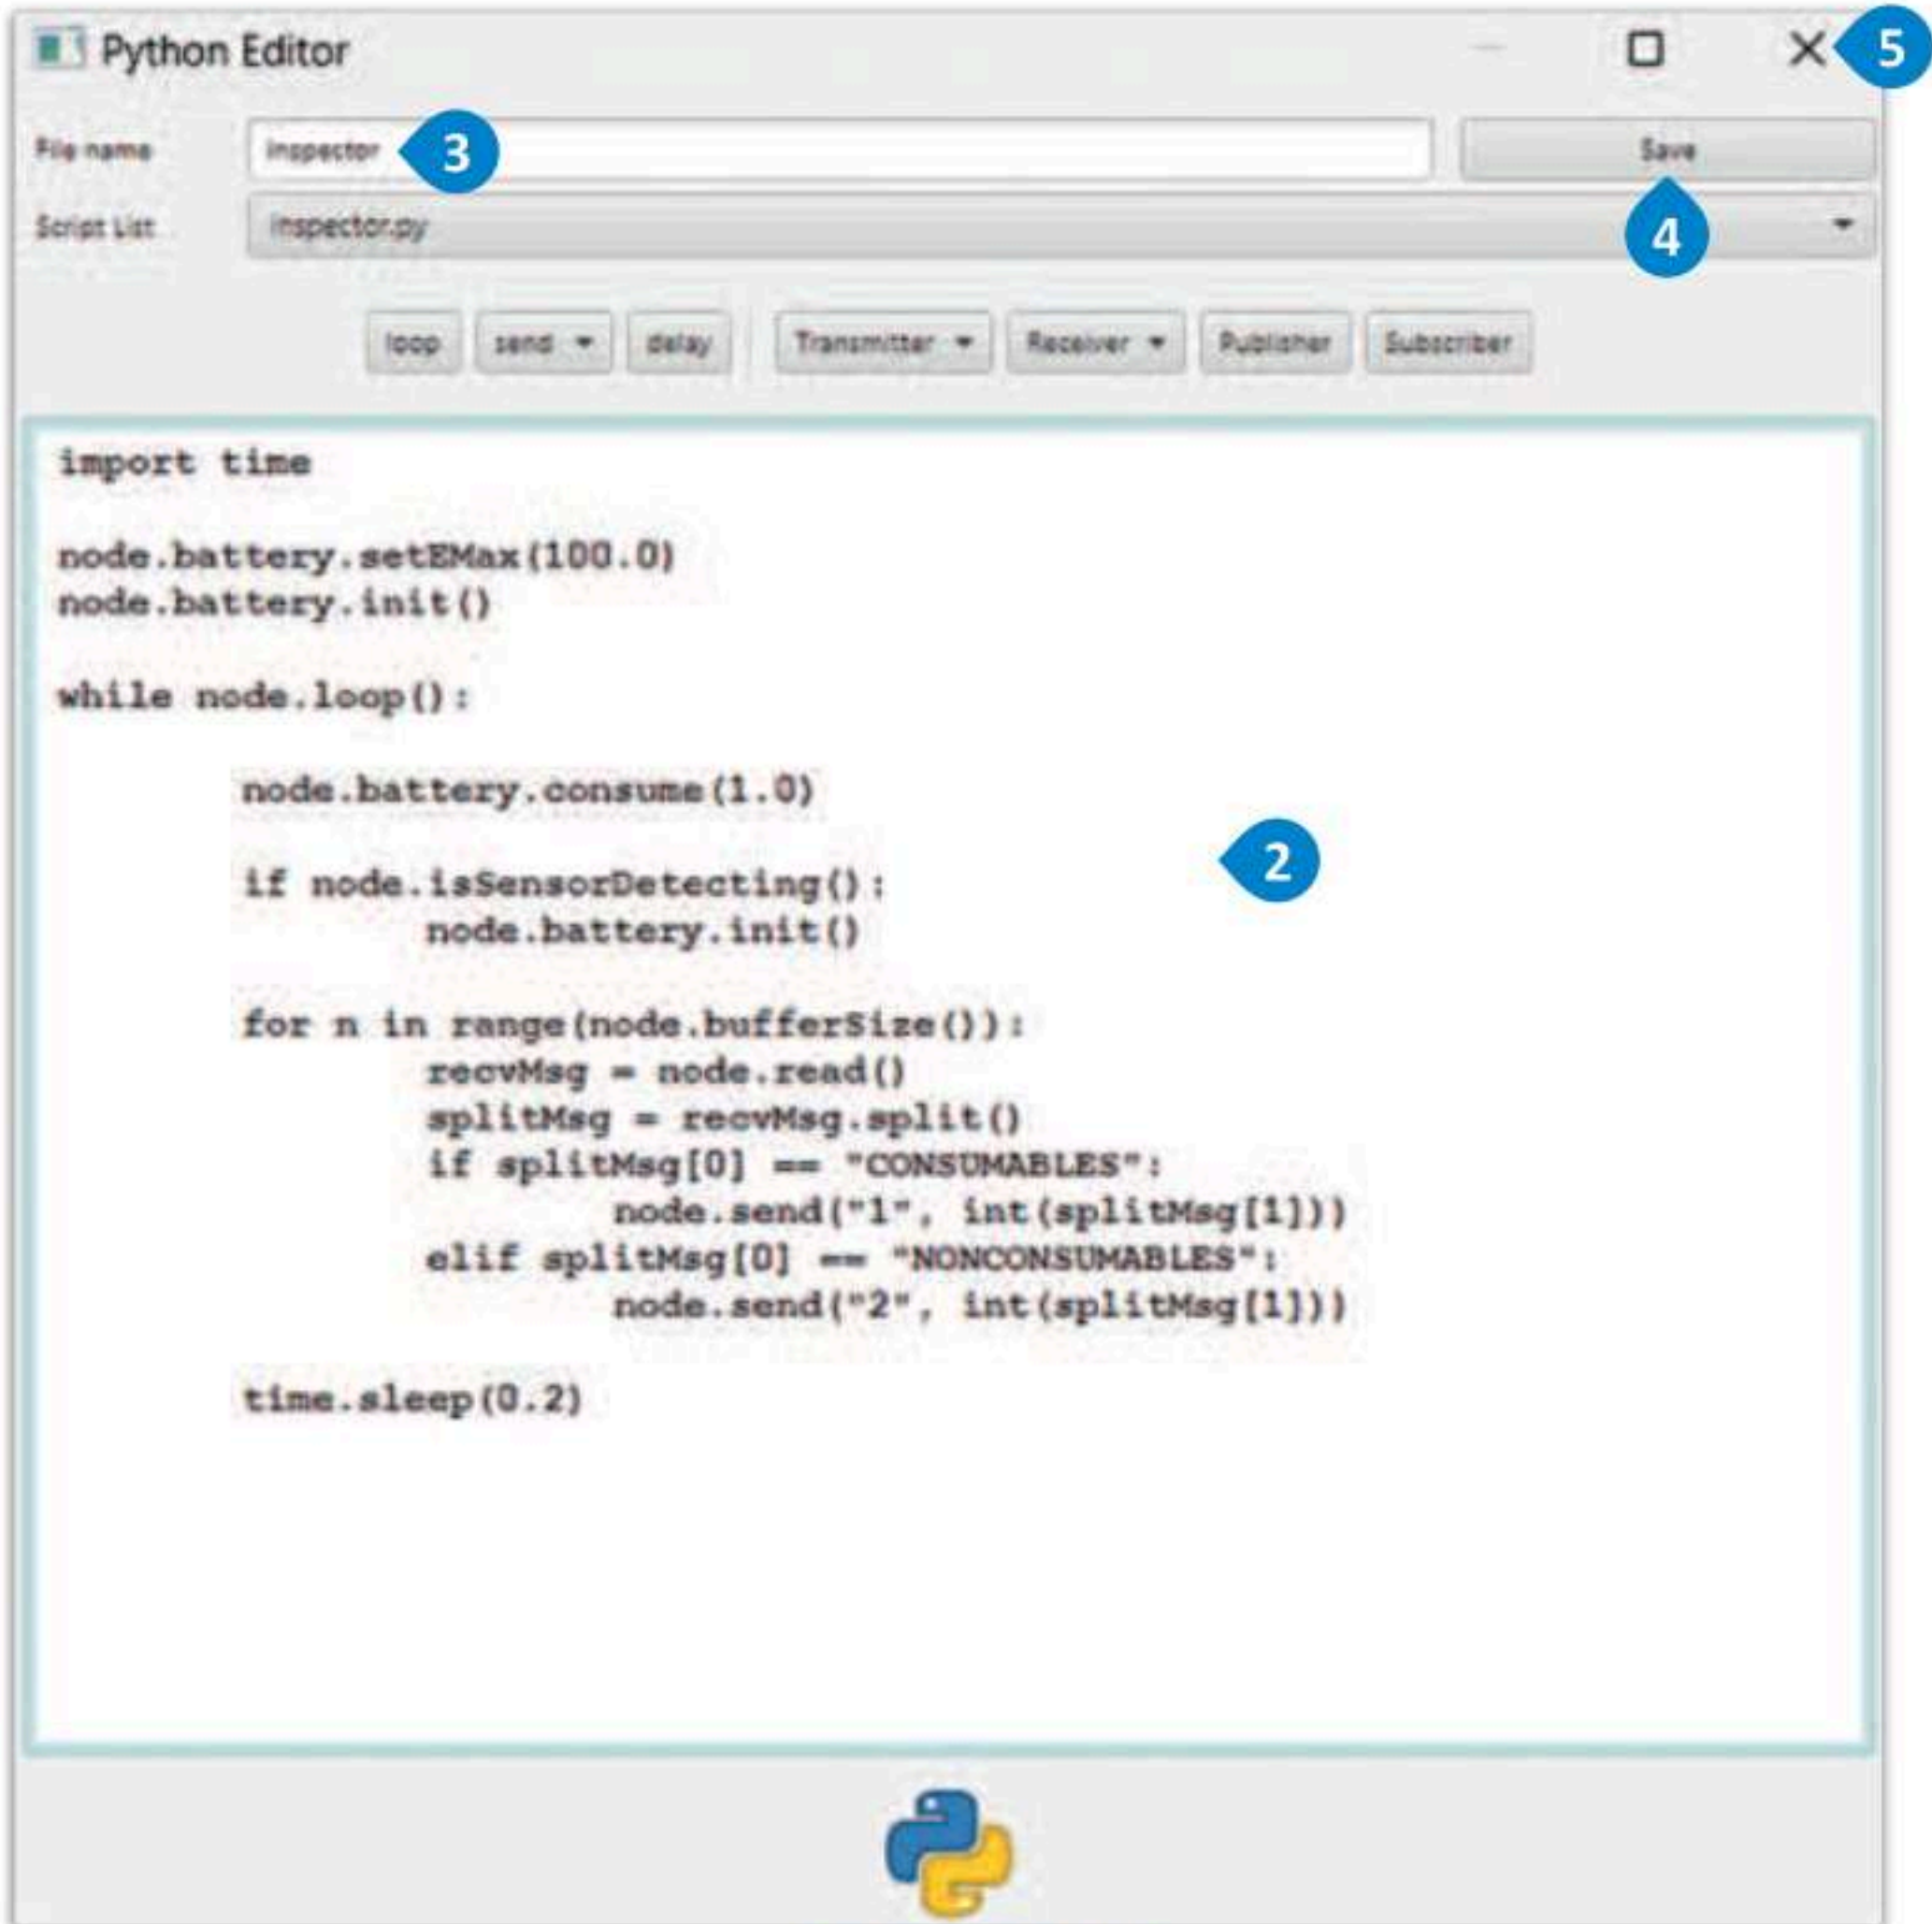 Python Editor
5
File name
inspector
3
Save
Script List
inspector.py
4
loop
send
delay
Transmitter
Receiver
Publisher
Subscriber
import time
node.battery.setEMax(100.0)
node.battery.init()
while node.loop():
node.battery.consume(1.0)
2
if node.isSensorDetecting():
node.battery.init()
for n in range(node.bufferSize()):
recvMsg = node.read()
splitMsg = recvMsg.split()
if splitMsg[0] == "CONSUMABLES":
node.send("1", int(splitMsg[1]))
elif splitMsg[0] == "NONCONSUMABLES":
node.send("2", int(splitMsg[1]))
time.sleep(0.2)